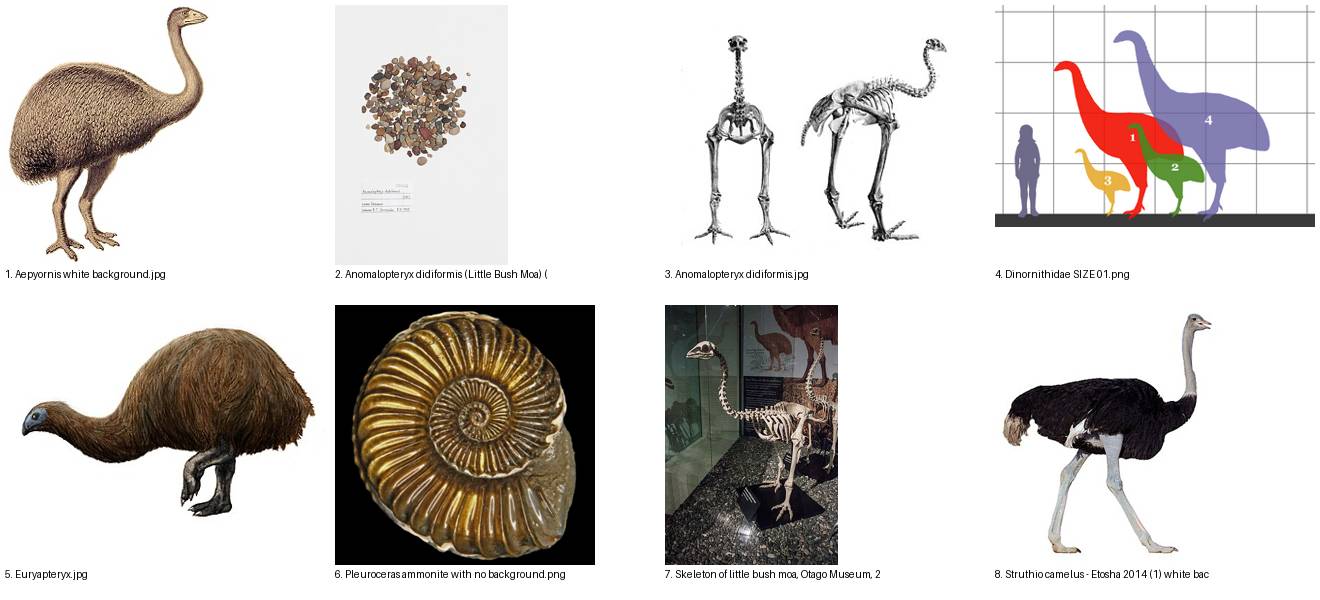 1. Aepyornis white background.jpg
2. Anomalopteryx didiformis (Little Bush Moa) (
3. Anomalopteryx didiformis.jpg
1
2
3
4
4. Dinornithidae SIZE 01.png
5. Euryapteryx.jpg
6. Pleuroceras ammonite with no background.png
7. Skeleton of little bush moa, Otago Museum, 2
8. Struthio camelus - Etosha 2014 (1) white bac